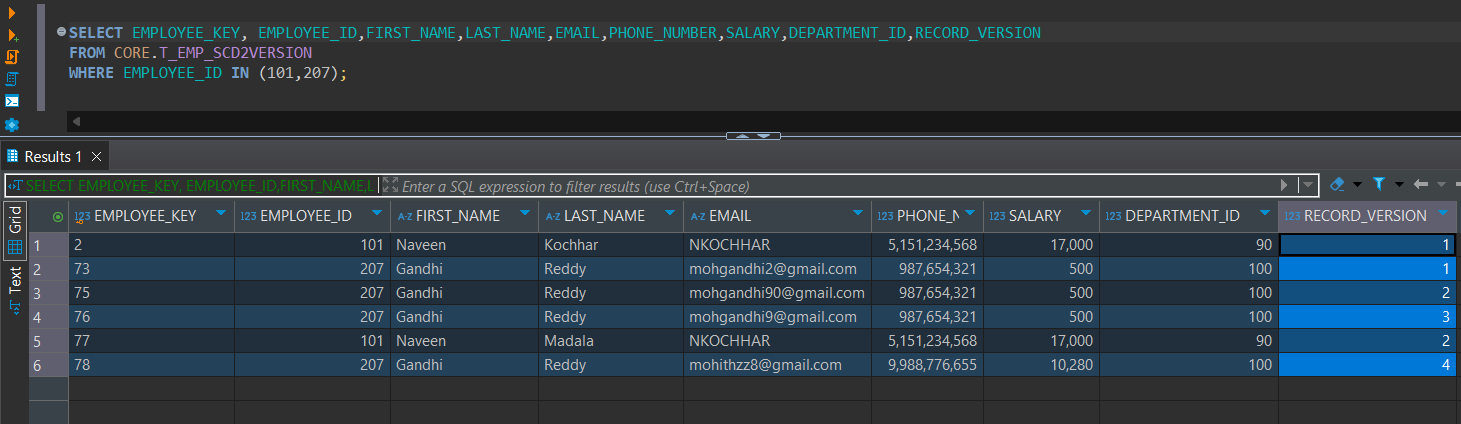 SELECT EMPLOYEE_KEY, EMPLOYEE_ID,FIRST_NAME,LAST_NAME,EMAIL,PHONE_NUMBER,SALARY,DEPARTMENT_ID,RECORD_VERSION
FROM CORE.T_EMP_SCD2VERSION
WHERE EMPLOYEE_ID IN (101,207);
Results 1
SELECT EMPLOYEE_KEY, EMPLOYEE_ID,FIRST_NAME,L Enter a SQL expression to filter results (use Ctrl+Space)
Grid
Text
123 EMPLOYEE_KEY 123 EMPLOYEE_ID A-Z FIRST_NAME A-Z LAST_NAME A-Z EMAIL 123 PHONE_N 123 SALARY 123 DEPARTMENT_ID 123 RECORD_VERSION
1 2 101 Naveen Kochhar NKOCHHAR 5,151,234,568 17,000 90 1
2 73 207 Gandhi Reddy mohgandhi2@gmail.com 987,654,321 500 100 1
3 75 207 Gandhi Reddy mohgandhi90@gmail.com 987,654,321 500 100 2
4 76 207 Gandhi Reddy mohgandhi9@gmail.com 987,654,321 500 100 3
5 77 101 Naveen Madala NKOCHHAR 5,151,234,568 17,000 90 2
6 78 207 Gandhi Reddy mohithzz8@gmail.com 9,988,776,655 10,280 100 4